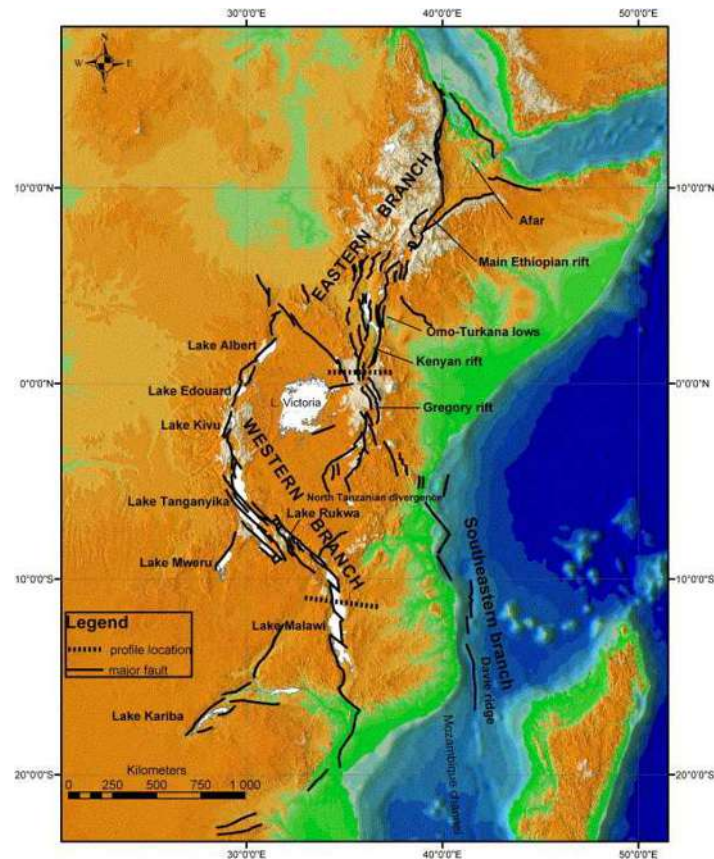 30°0'0"E
40°0'0"E
50°0'0"E
N
W
E
S
10°0'0"N
10°0'0"N
EASTERN BRANCH
Afar
Main Ethiopian rift
Omo-Turkana lows
Lake Albert
Kenyan rift
0°0'0"
0°0'0"
Lake Edouard
L. Victoria
Gregory rift
Lake Kivu
WESTERN BRANCH
North Tanzanian divergence
Lake Tanganyika
Lake Rukwa
Lake Mweru
Southeastern branch
10°0'0"S
10°0'0"S
Legend
profile location
major fault
Lake Malawi
Davie ridge
Lake Kariba
Mozambique channel
Kilometers
0 250 500 1 000
20°0'0"S
20°0'0"S
30°0'0"E
40°0'0"E
50°0'0"E